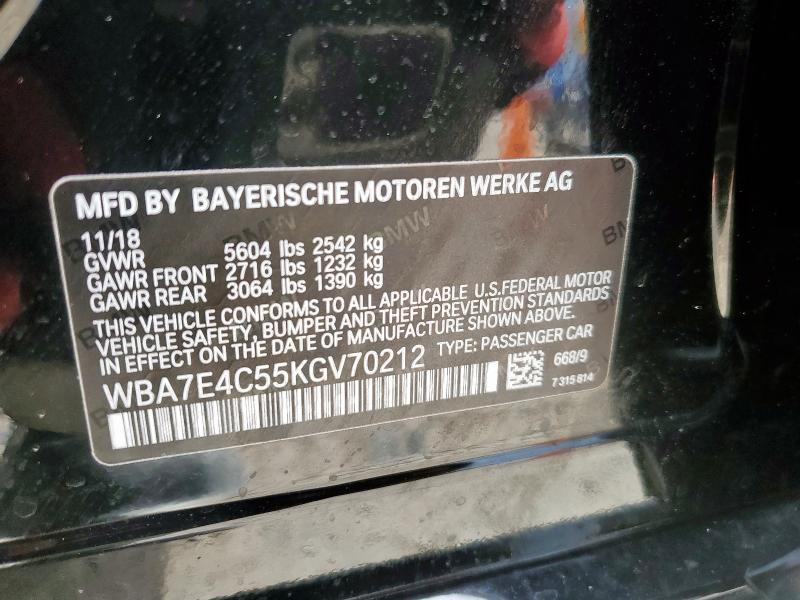 MFD BY BAYERISCHE MOTOREN WERKE AG
11/18
GVWR 5604 lbs 2542 kg
GAWR FRONT 2716 lbs 1232 kg
GAWR REAR 3064 lbs 1390 kg
THIS VEHICLE CONFORMS TO ALL APPLICABLE U.S.FEDERAL MOTOR
VEHICLE SAFETY, BUMPER AND THEFT PREVENTION STANDARDS
IN EFFECT ON THE DATE OF MANUFACTURE SHOWN ABOVE.
WBA7E4C55KGV70212 TYPE: PASSENGER CAR
668/9
7 315 814
BMW
BMW
BMW